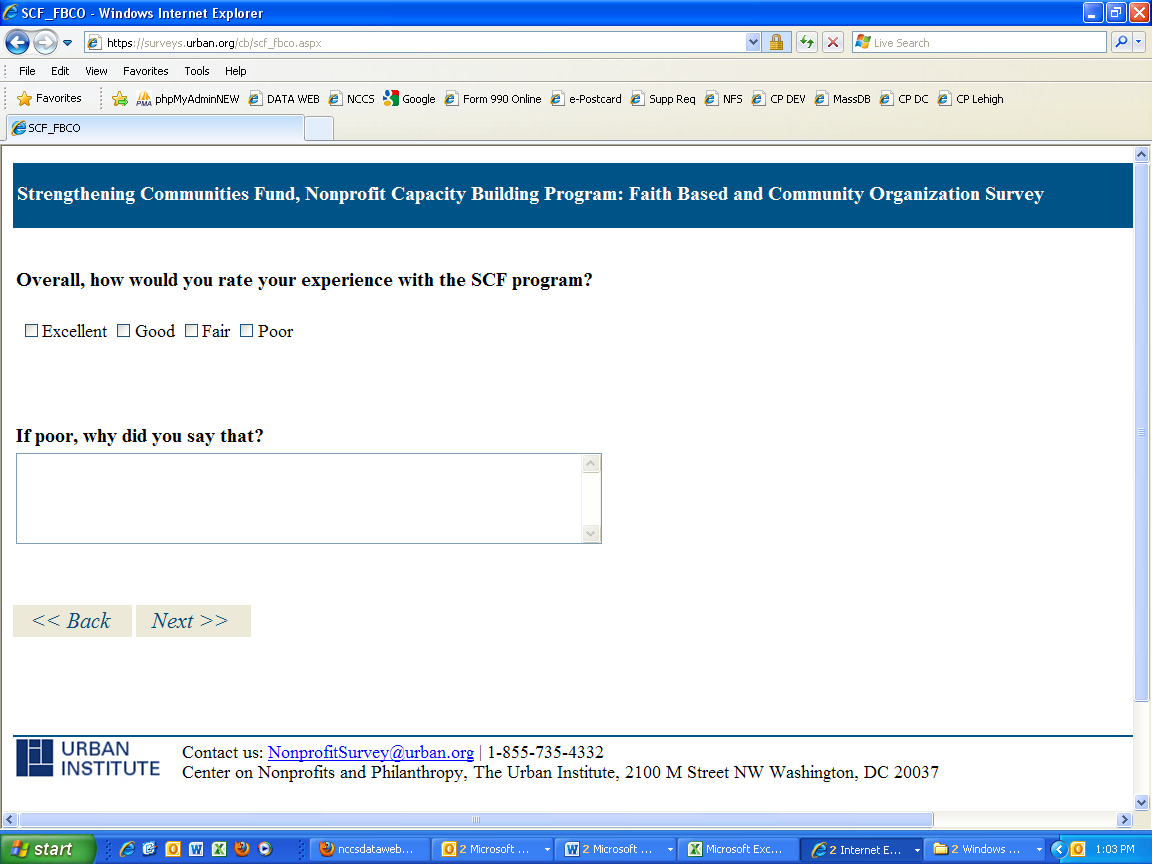 SCF_FBCO - Windows Internet Explorer
https://surveys.urban.org/cb/scf_fbco.aspx
Live Search
File Edit View Favorites Tools Help
Favorites PMA phpMyAdminNEW DATA WEB NCCS Google Form 990 Online e-Postcard Supp Req NFS CP DEV MassDB CP DC CP Lehigh
SCF_FBCO
Strengthening Communities Fund, Nonprofit Capacity Building Program: Faith Based and Community Organization Survey
Overall, how would you rate your experience with the SCF program?
Excellent Good Fair Poor
If poor, why did you say that?
<< Back Next >>
URBAN
INSTITUTE
Contact us: NonprofitSurvey@urban.org | 1-855-735-4332
Center on Nonprofits and Philanthropy, The Urban Institute, 2100 M Street NW Washington, DC 20037
start nccsdataweb... 2 Microsoft ... 2 Microsoft ... Microsoft Exc... 2 Internet E... 2 Windows ... 1:03 PM